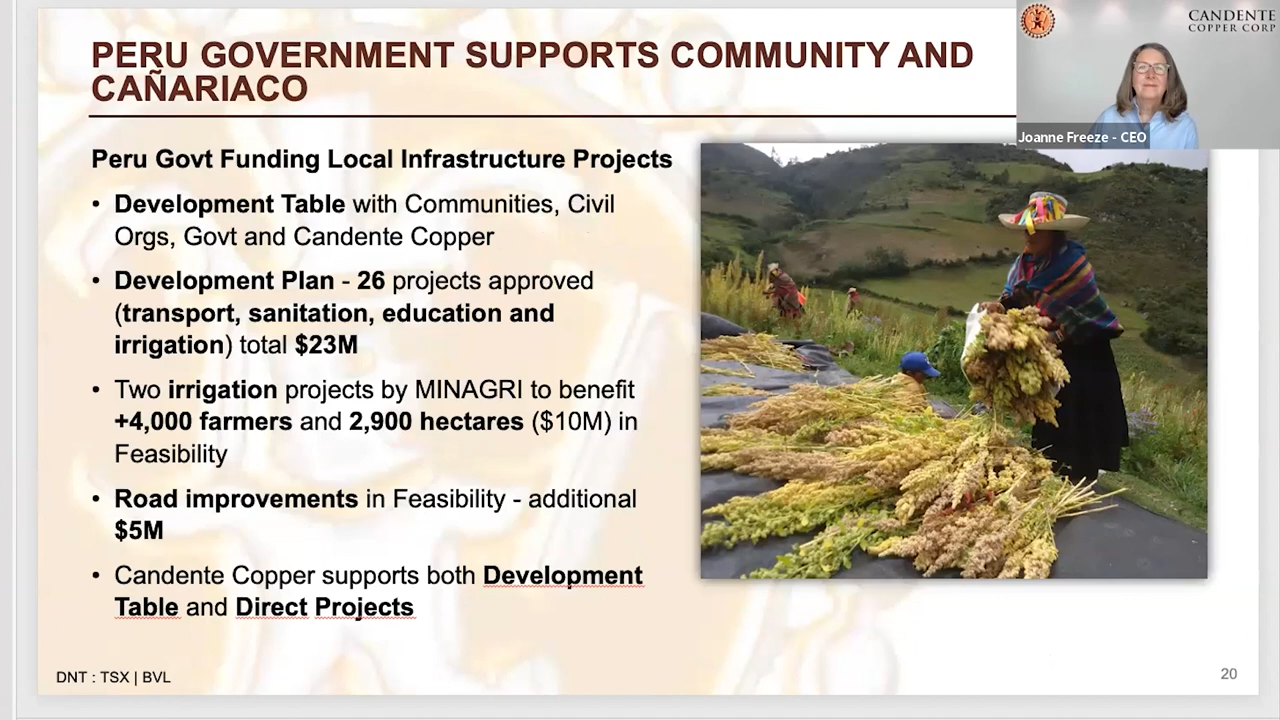 PERU GOVERNMENT SUPPORTS COMMUNITY AND
CAÑARIACO
CANDENTE
COPPER CORP
Joanne Freeze - CEO
Peru Govt Funding Local Infrastructure Projects
• Development Table with Communities, Civil
Orgs, Govt and Candente Copper
• Development Plan - 26 projects approved
(transport, sanitation, education and
irrigation) total $23M
• Two irrigation projects by MINAGRI to benefit
+4,000 farmers and 2,900 hectares ($10M) in
Feasibility
• Road improvements in Feasibility - additional
$5M
• Candente Copper supports both Development
Table and Direct Projects
DNT : TSX | BVL
20